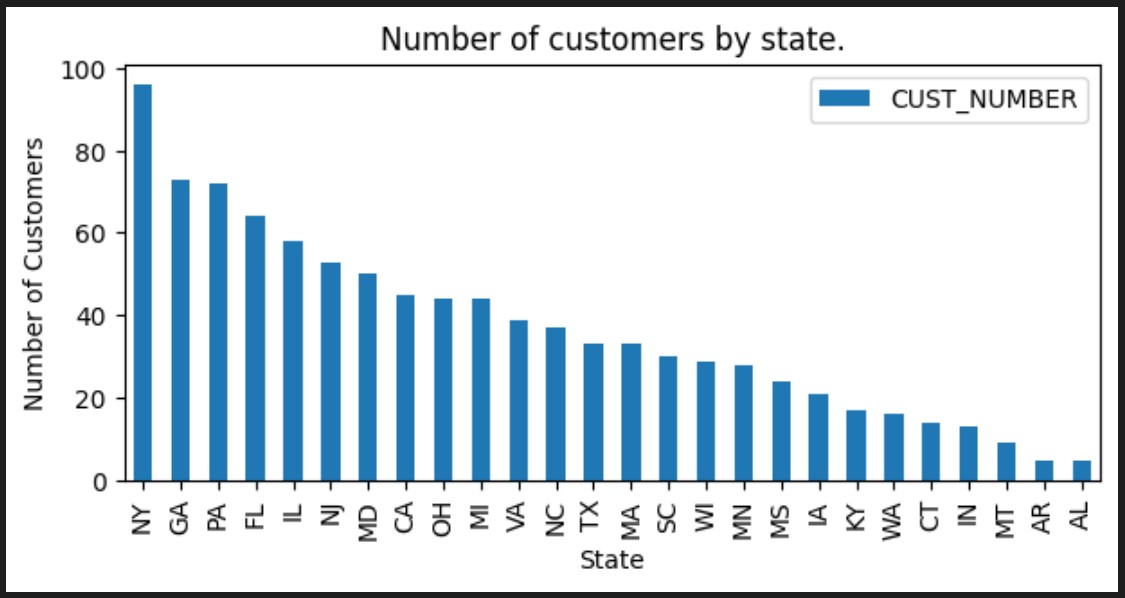 Number of customers by state.
CUST_NUMBER
Number of Customers
100
80
60
40
20
0
NY GA PA FL IL NJ MD CA OH MI VA NC TX MA SC WI MN MS IA KY WA CT IN MT AR AL
State